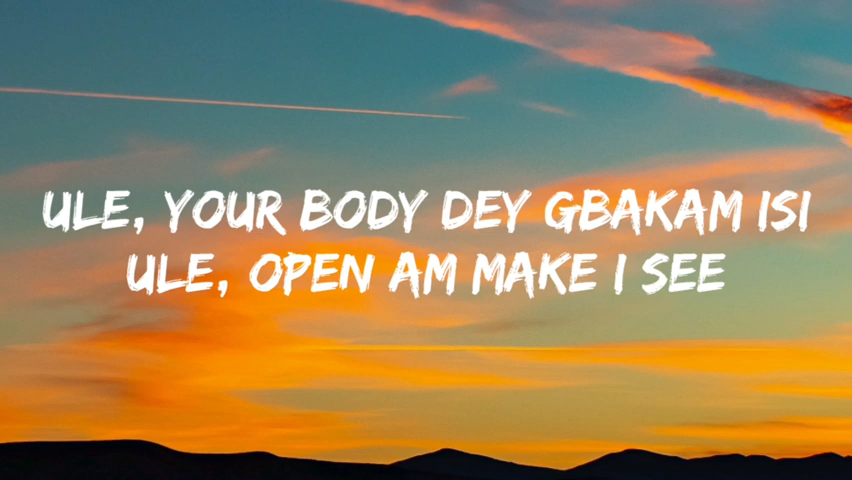 ULE, YOUR BODY DEY GBAKAM ISI
ULE, OPEN AM MAKE I SEE